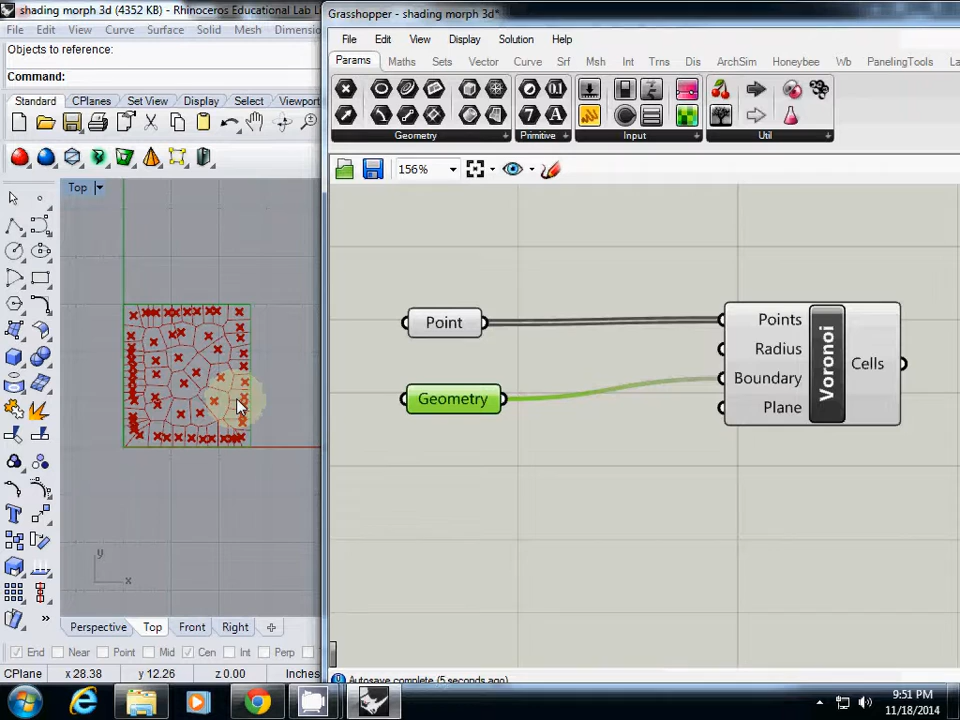 shading morph 3d (4352 KB) - Rhinoceros Educational Lab L
File Edit View Curve Surface Solid Mesh Dimension
Objects to reference:
Command:
Standard CPlanes Set View Display Select Viewport
Top
y
x
Perspective Top Front Right
End Near Point Mid Cen Int Perp
CPlane x 28.38 y 12.26 z 0.00 Inches
Grasshopper - shading morph 3d*
File Edit View Display Solution Help
Params Maths Sets Vector Curve Srf Msh Int Trns Dis ArchSim Honeybee Wb PanelingTools La
Geometry Primitive Input Util
156%
Point
Geometry
Points
Radius
Boundary
Plane
Voronoi
Cells
Autosave complete (5 seconds ago)
9:51 PM
11/18/2014